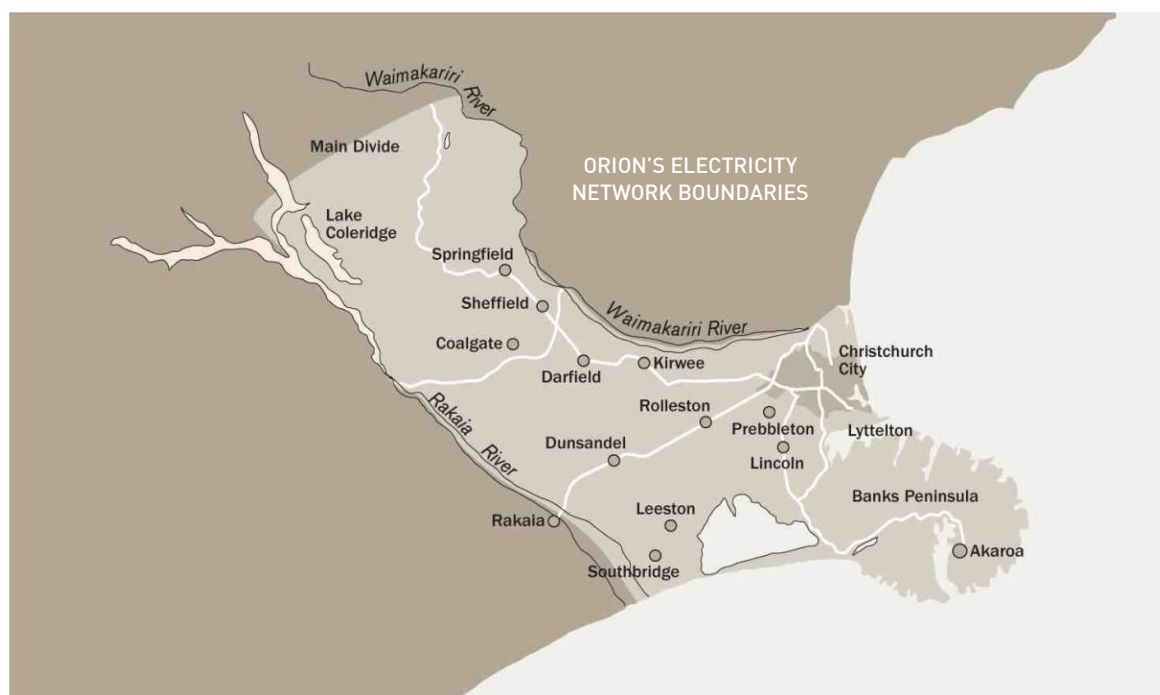 Waimakariri
River
Main Divide
ORION'S ELECTRICITY
NETWORK BOUNDARIES
Lake
Coleridge
Springfield
Sheffield
Waimakariri River
Coalgate
Darfield
Kirwee
Christchurch
City
Rakaia
River
Rolleston
Prebbleton
Lyttelton
Dunsandel
Lincoln
Banks Peninsula
Rakaia
Leeston
Akaroa
Southbridge